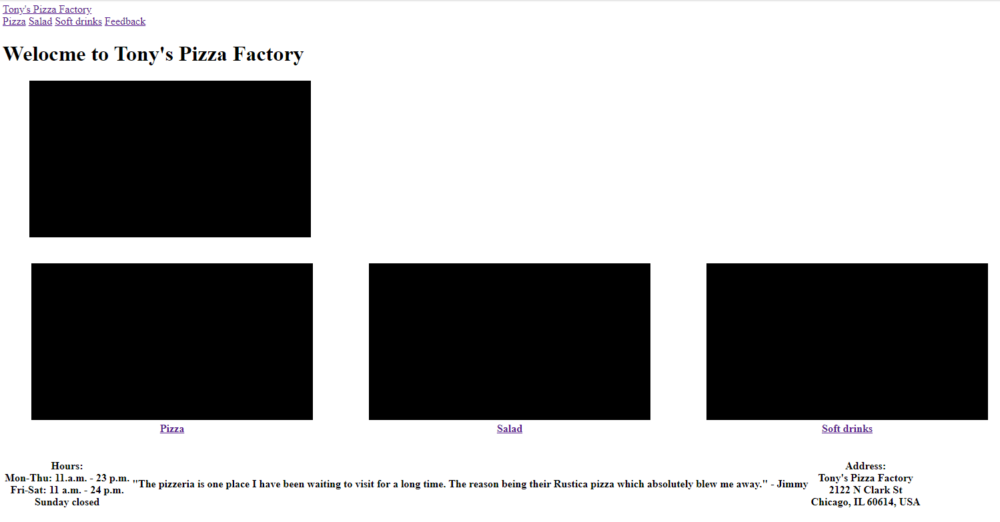 Tony's Pizza Factory
Pizza Salad Soft drinks Feedback
Welocme to Tony's Pizza Factory
Pizza
Salad
Soft drinks
Hours:
Mon-Thu: 11.a.m. - 23 p.m.
Fri-Sat: 11 a.m. - 24 p.m.
Sunday closed
"The pizzeria is one place I have been waiting to visit for a long time. The reason being their Rustica pizza which absolutely blew me away." - Jimmy
Address:
Tony's Pizza Factory
2122 N Clark St
Chicago, IL 60614, USA